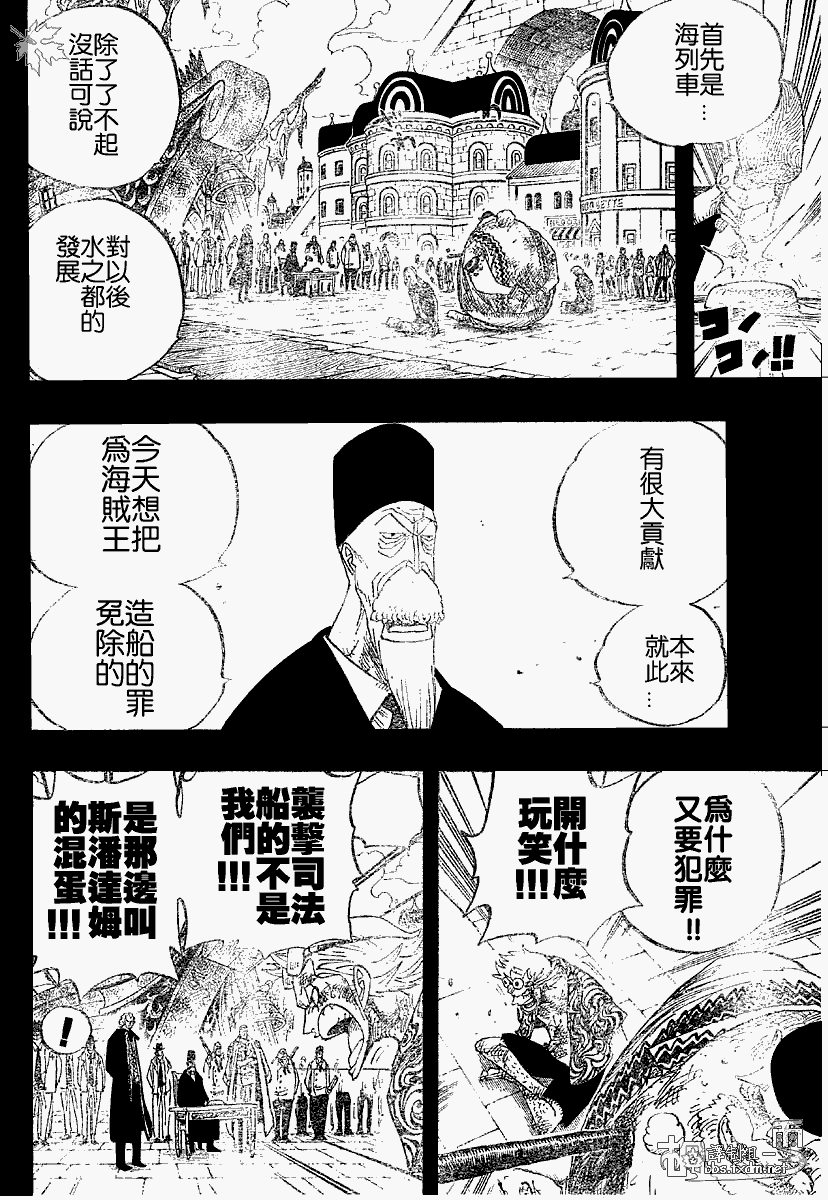 首先是
海列車
…
除了了不起
沒話可說
對以後
水之都的
發展
コン
コン!!
有很大貢獻
本來
就此…
今天想把
為海賊王
造船的罪
免除的
為什麼
又要犯罪!!
開什麼
玩笑!!!
襲擊司法
船的不是
我們!!!
是那邊叫
斯潘達姆
的混蛋!!!
!